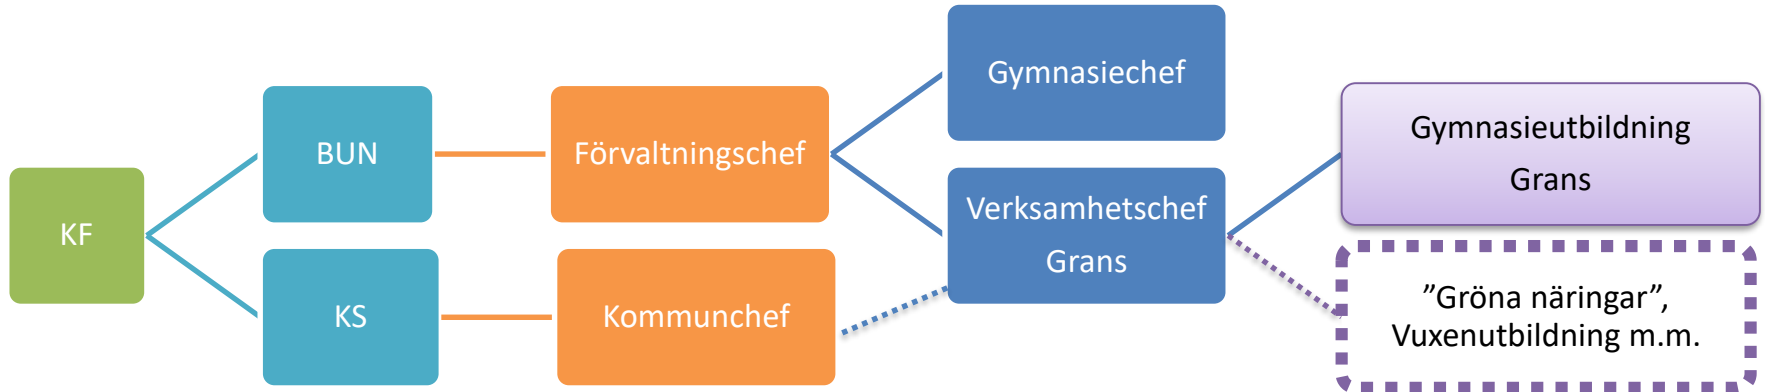 KF
BUN
KS
Förvaltningschef
Kommunchef
Gymnasiechef
Verksamhetschef
Grans
Gymnasieutbildning
Grans
”Gröna näringar”,
Vuxenutbildning m.m.